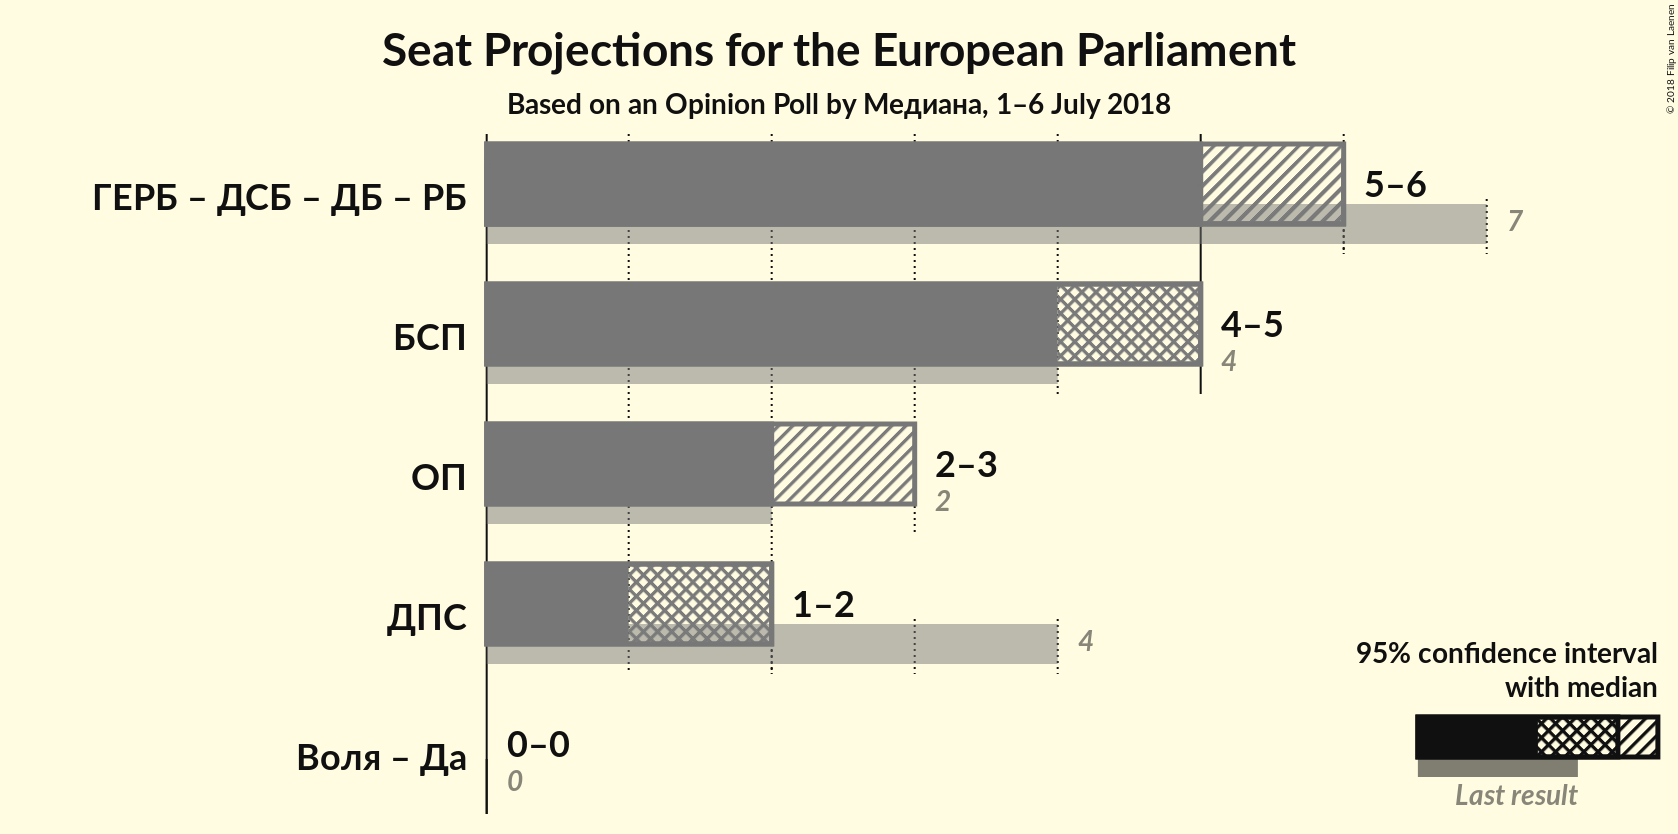 Seat Projections for the European Parliament
Based on an Opinion Poll by Медиана, 1–6 July 2018
© 2018 Filip van Laenen
ГЕРБ – ДСБ – ДБ – РБ
5–6
7
БСП
4–5
4
ОП
2–3
2
ДПС
1–2
4
Воля – Да
0–0
0
95% confidence interval
with median
Last result